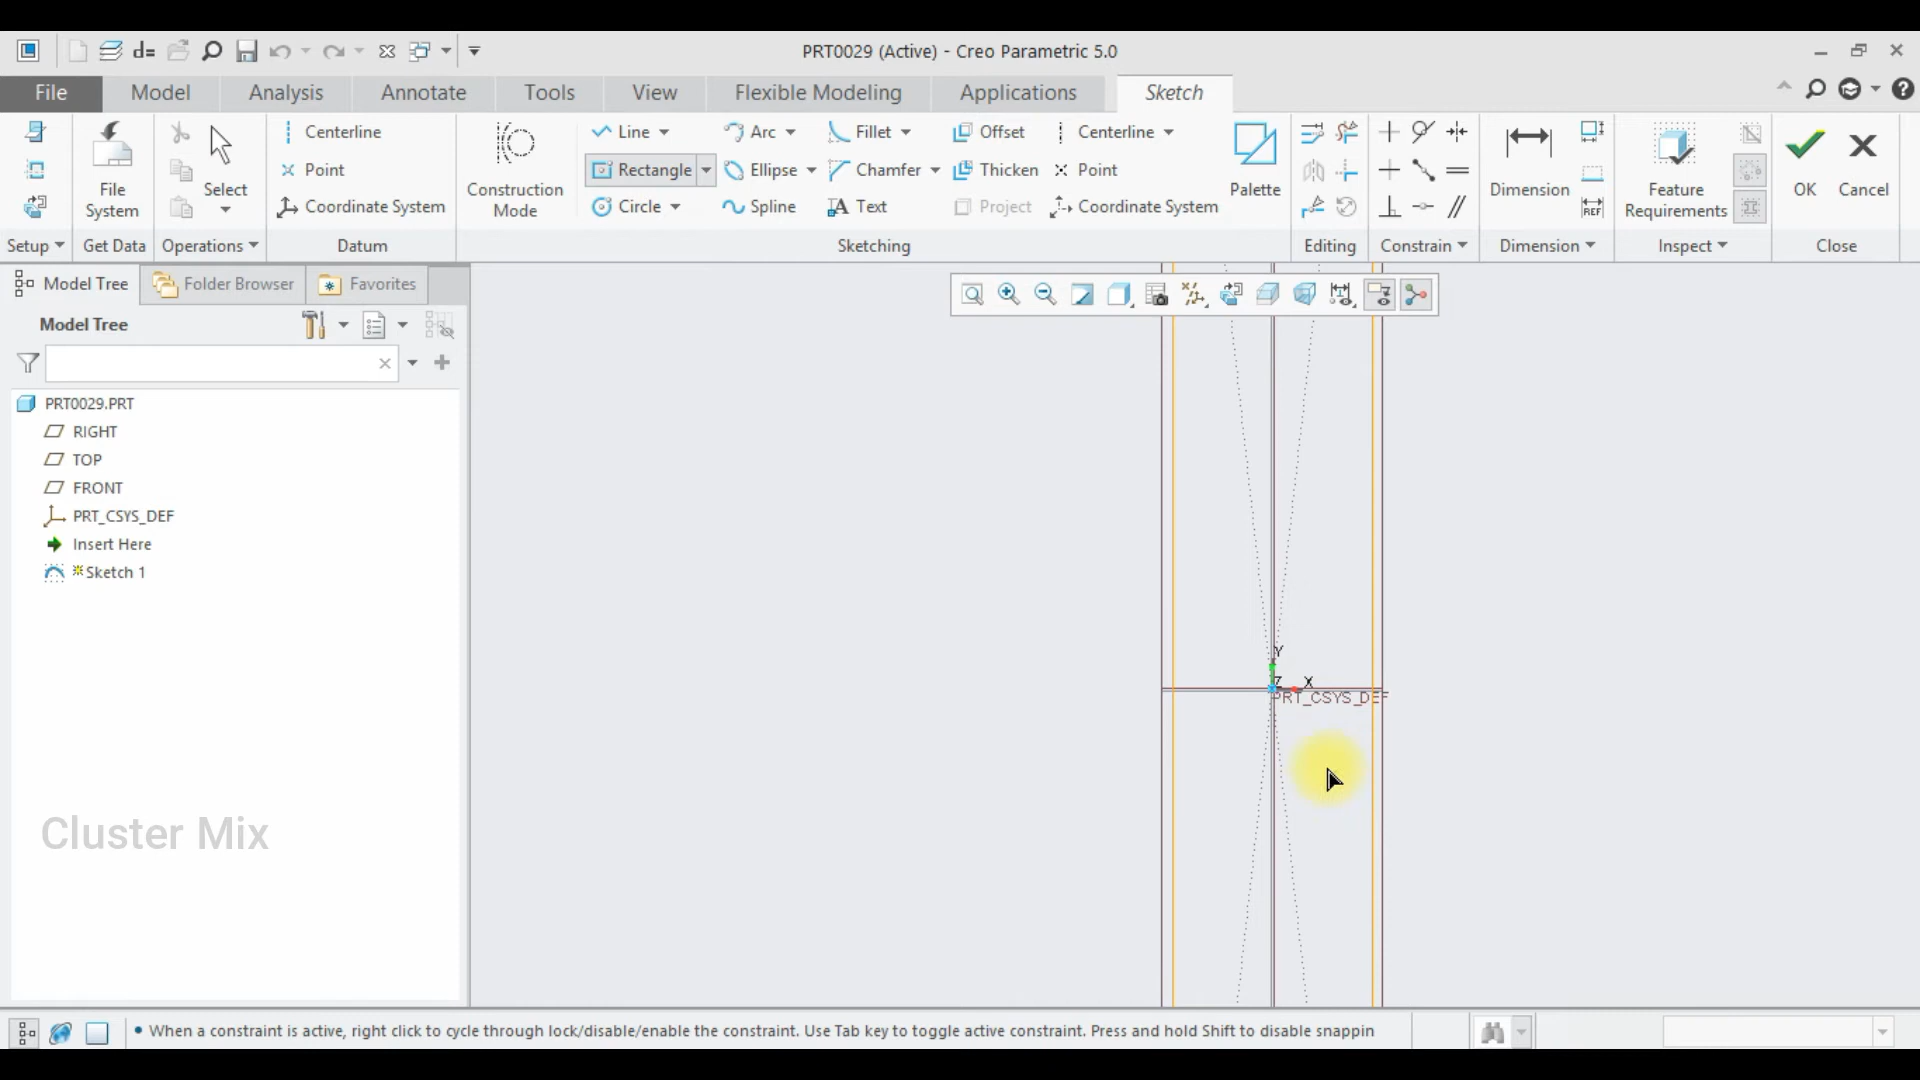 d=
PRT0029 (Active) - Creo Parametric 5.0
File Model Analysis Annotate Tools View Flexible Modeling Applications Sketch
Centerline Line Arc Fillet Offset Centerline
Point Rectangle Ellipse Chamfer Thicken Point
File System Select Construction Mode Palette Dimension Feature Requirements OK Cancel
Coordinate System Circle Spline Text Project Coordinate System
REF
Setup Get Data Operations Datum Sketching Editing Constrain Dimension Inspect Close
Model Tree Folder Browser Favorites
Model Tree
PRT0029.PRT
RIGHT
TOP
FRONT
PRT_CSYS_DEF
Insert Here
Sketch 1
Y
Z X
PRT_CSYS_DEF
Cluster Mix
• When a constraint is active, right click to cycle through lock/disable/enable the constraint. Use Tab key to toggle active constraint. Press and hold Shift to disable snappin